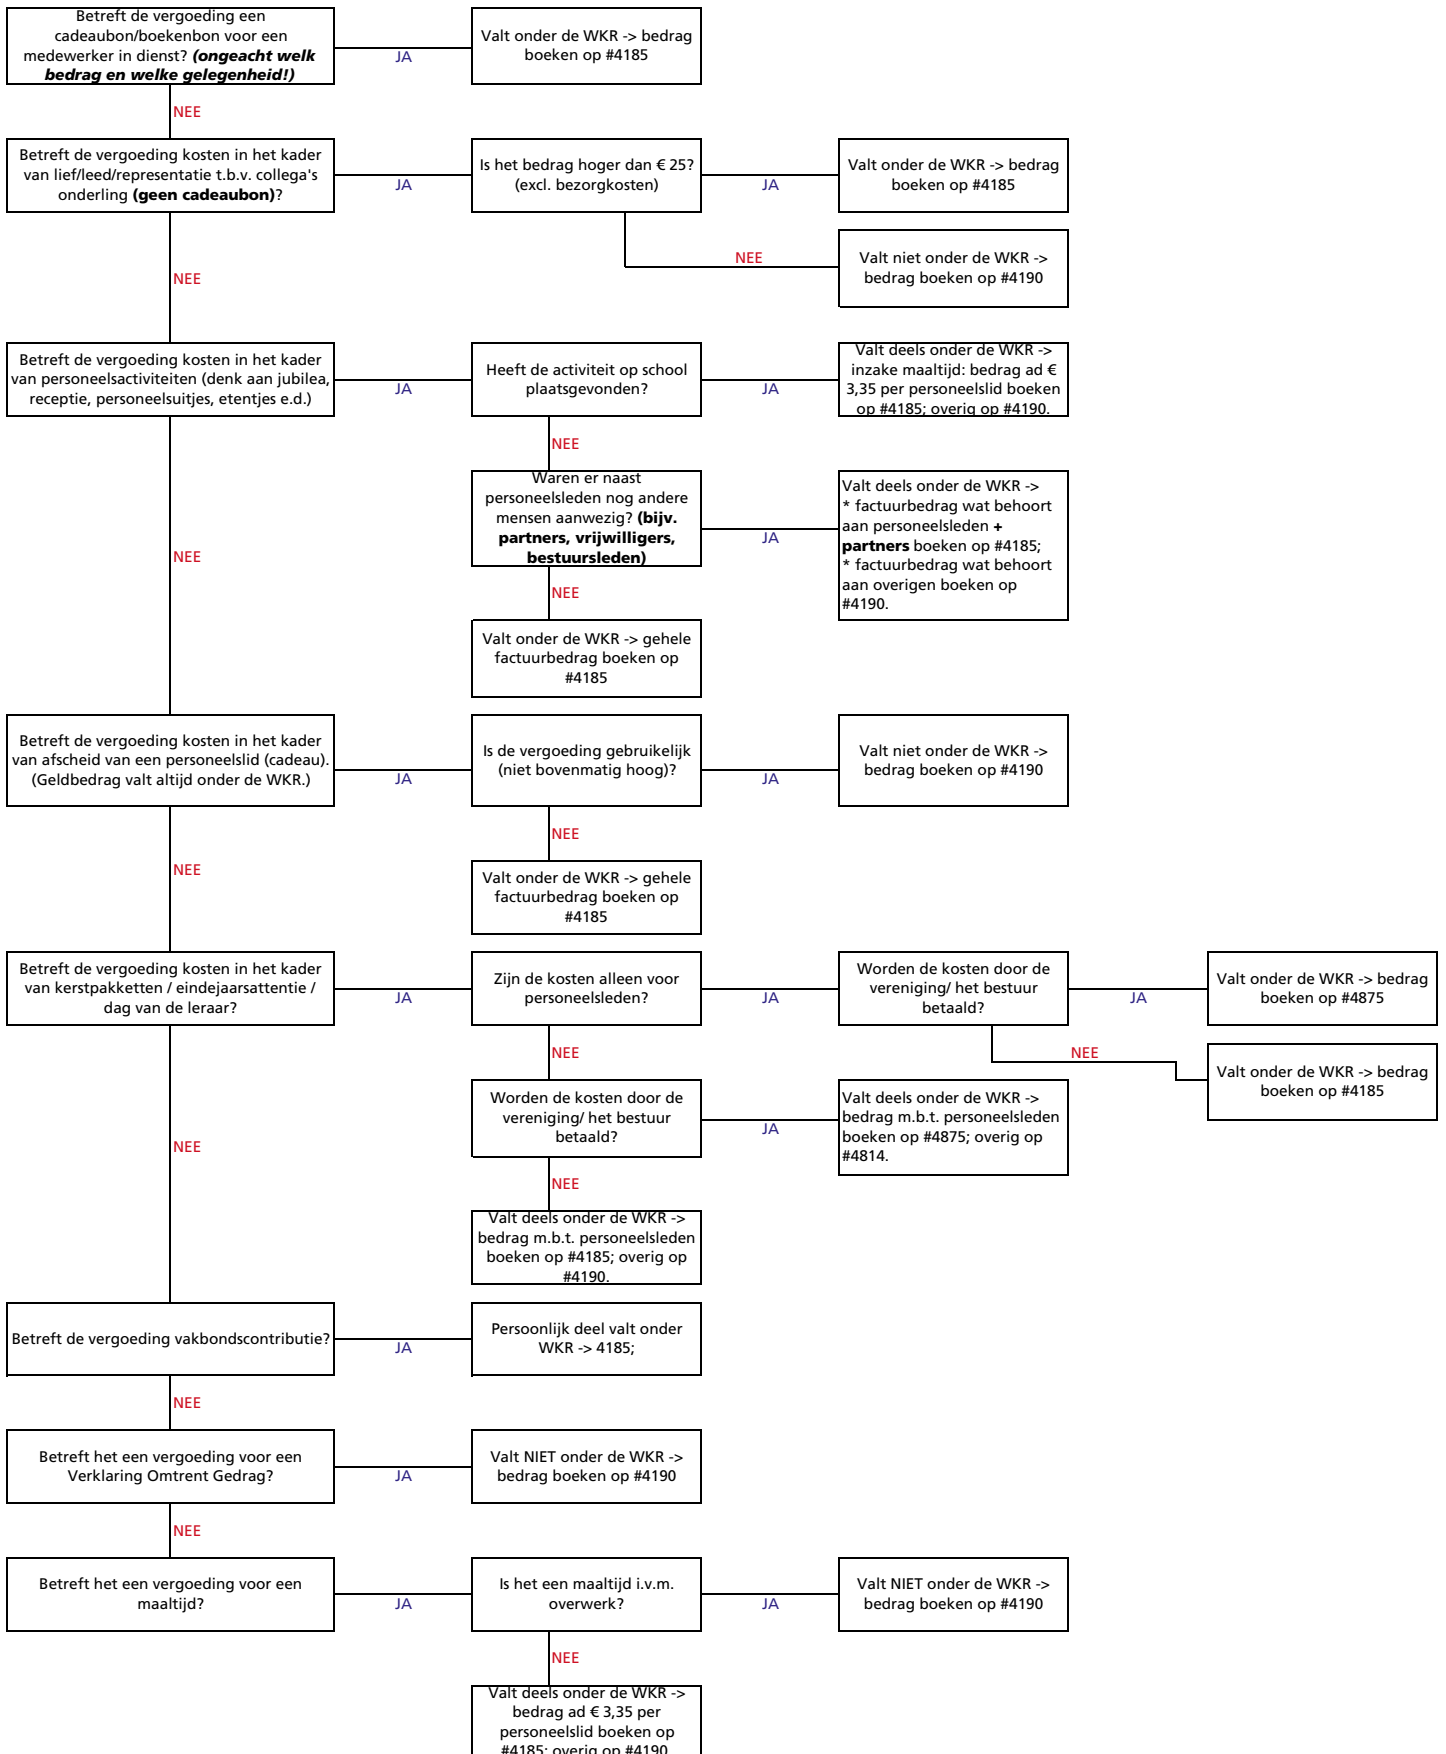 Betreft de vergoeding een
cadeaubon/boekenbon voor een
medewerker in dienst? (ongeacht welk
bedrag en welke gelegenheid!)
JA
Valt onder de WKR -> bedrag
boeken op #4185
NEE
Betreft de vergoeding kosten in het kader
van lief/leed/representatie t.b.v. collega's
onderling (geen cadeaubon)?
JA
Is het bedrag hoger dan € 25?
(excl. bezorgkosten)
JA
Valt onder de WKR -> bedrag
boeken op #4185
NEE
Valt niet onder de WKR ->
bedrag boeken op #4190
NEE
Betreft de vergoeding kosten in het kader
van personeelsactiviteiten (denk aan jubilea,
receptie, personeelsuitjes, etentjes e.d.)
JA
Heeft de activiteit op school
plaatsgevonden?
JA
Valt deels onder de WKR ->
inzake maaltijd: bedrag ad €
3,35 per personeelslid boeken
op #4185; overig op #4190.
NEE
Waren er naast
personeelsleden nog andere
mensen aanwezig? (bijv.
partners, vrijwilligers,
bestuursleden)
JA
Valt deels onder de WKR ->
* factuurbedrag wat behoort
aan personeelsleden +
partners boeken op #4185;
* factuurbedrag wat behoort
aan overigen boeken op
#4190.
NEE
NEE
Valt onder de WKR -> gehele
factuurbedrag boeken op
#4185
Betreft de vergoeding kosten in het kader
van afscheid van een personeelslid (cadeau).
(Geldbedrag valt altijd onder de WKR.)
JA
Is de vergoeding gebruikelijk
(niet bovenmatig hoog)?
JA
Valt niet onder de WKR ->
bedrag boeken op #4190
NEE
NEE
Valt onder de WKR -> gehele
factuurbedrag boeken op
#4185
Betreft de vergoeding kosten in het kader
van kerstpakketten / eindejaarsattentie /
dag van de leraar?
JA
Zijn de kosten alleen voor
personeelsleden?
JA
Worden de kosten door de
vereniging/ het bestuur
betaald?
JA
Valt onder de WKR -> bedrag
boeken op #4875
NEE
NEE
Valt onder de WKR -> bedrag
boeken op #4185
Worden de kosten door de
vereniging/ het bestuur
betaald?
JA
Valt deels onder de WKR ->
bedrag m.b.t. personeelsleden
boeken op #4875; overig op
#4814.
NEE
NEE
Valt deels onder de WKR ->
bedrag m.b.t. personeelsleden
boeken op #4185; overig op
#4190.
Betreft de vergoeding vakbondscontributie?
JA
Persoonlijk deel valt onder
WKR -> 4185;
NEE
Betreft het een vergoeding voor een
Verklaring Omtrent Gedrag?
JA
Valt NIET onder de WKR ->
bedrag boeken op #4190
NEE
Betreft het een vergoeding voor een
maaltijd?
JA
Is het een maaltijd i.v.m.
overwerk?
JA
Valt NIET onder de WKR ->
bedrag boeken op #4190
NEE
Valt deels onder de WKR ->
bedrag ad € 3,35 per
personeelslid boeken op
#4185; overig op #4190